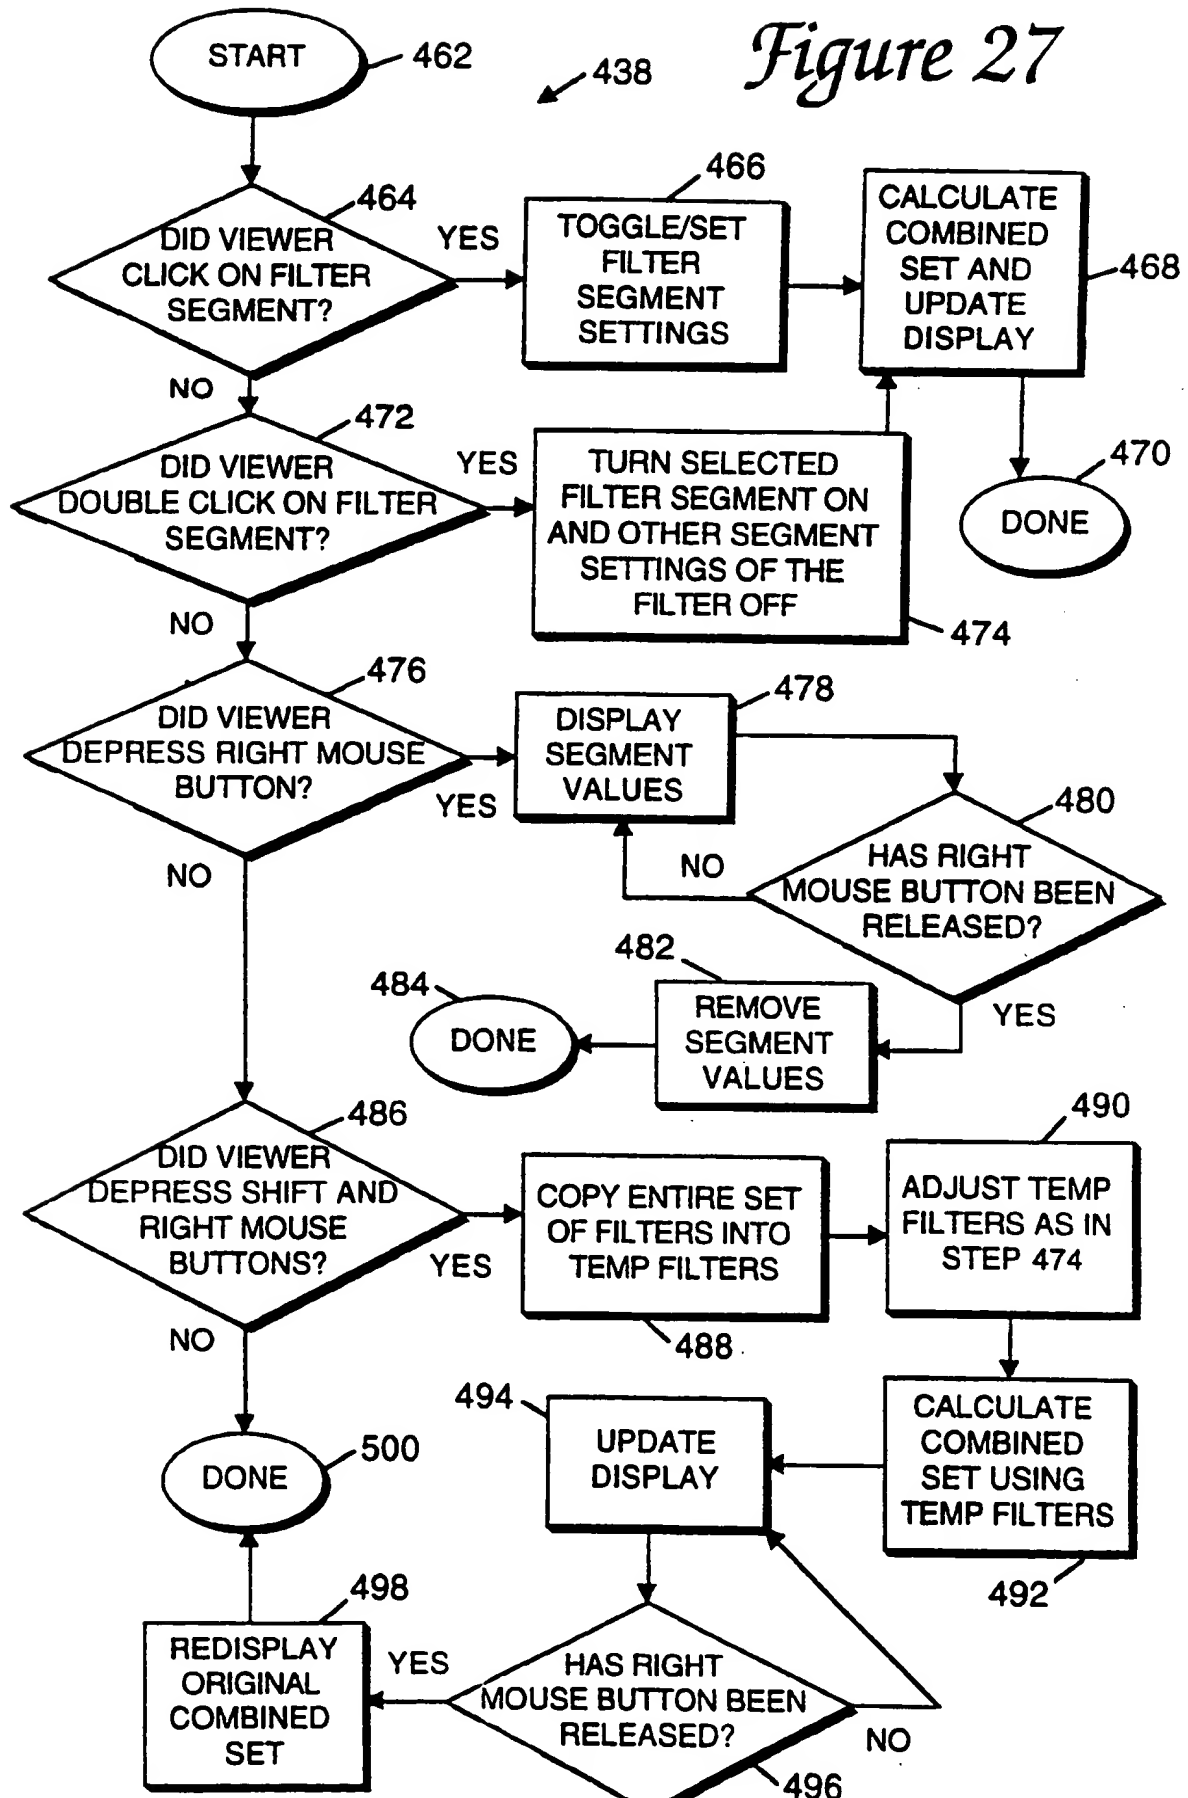 Figure 27
START
462
438
464
DID VIEWER
CLICK ON FILTER
SEGMENT?
YES
NO
466
TOGGLE/SET
FILTER
SEGMENT
SETTINGS
CALCULATE
COMBINED
SET AND
UPDATE
DISPLAY
468
470
DONE
472
DID VIEWER
DOUBLE CLICK ON FILTER
SEGMENT?
YES
NO
TURN SELECTED
FILTER SEGMENT ON
AND OTHER SEGMENT
SETTINGS OF THE
FILTER OFF
474
476
DID VIEWER
DEPRESS RIGHT MOUSE
BUTTON?
YES
NO
478
DISPLAY
SEGMENT
VALUES
480
HAS RIGHT
MOUSE BUTTON BEEN
RELEASED?
NO
YES
482
REMOVE
SEGMENT
VALUES
484
DONE
486
DID VIEWER
DEPRESS SHIFT AND
RIGHT MOUSE
BUTTONS?
YES
NO
COPY ENTIRE SET
OF FILTERS INTO
TEMP FILTERS
488
490
ADJUST TEMP
FILTERS AS IN
STEP 474
CALCULATE
COMBINED
SET USING
TEMP FILTERS
492
494
UPDATE
DISPLAY
HAS RIGHT
MOUSE BUTTON BEEN
RELEASED?
496
NO
YES
498
REDISPLAY
ORIGINAL
COMBINED
SET
500
DONE